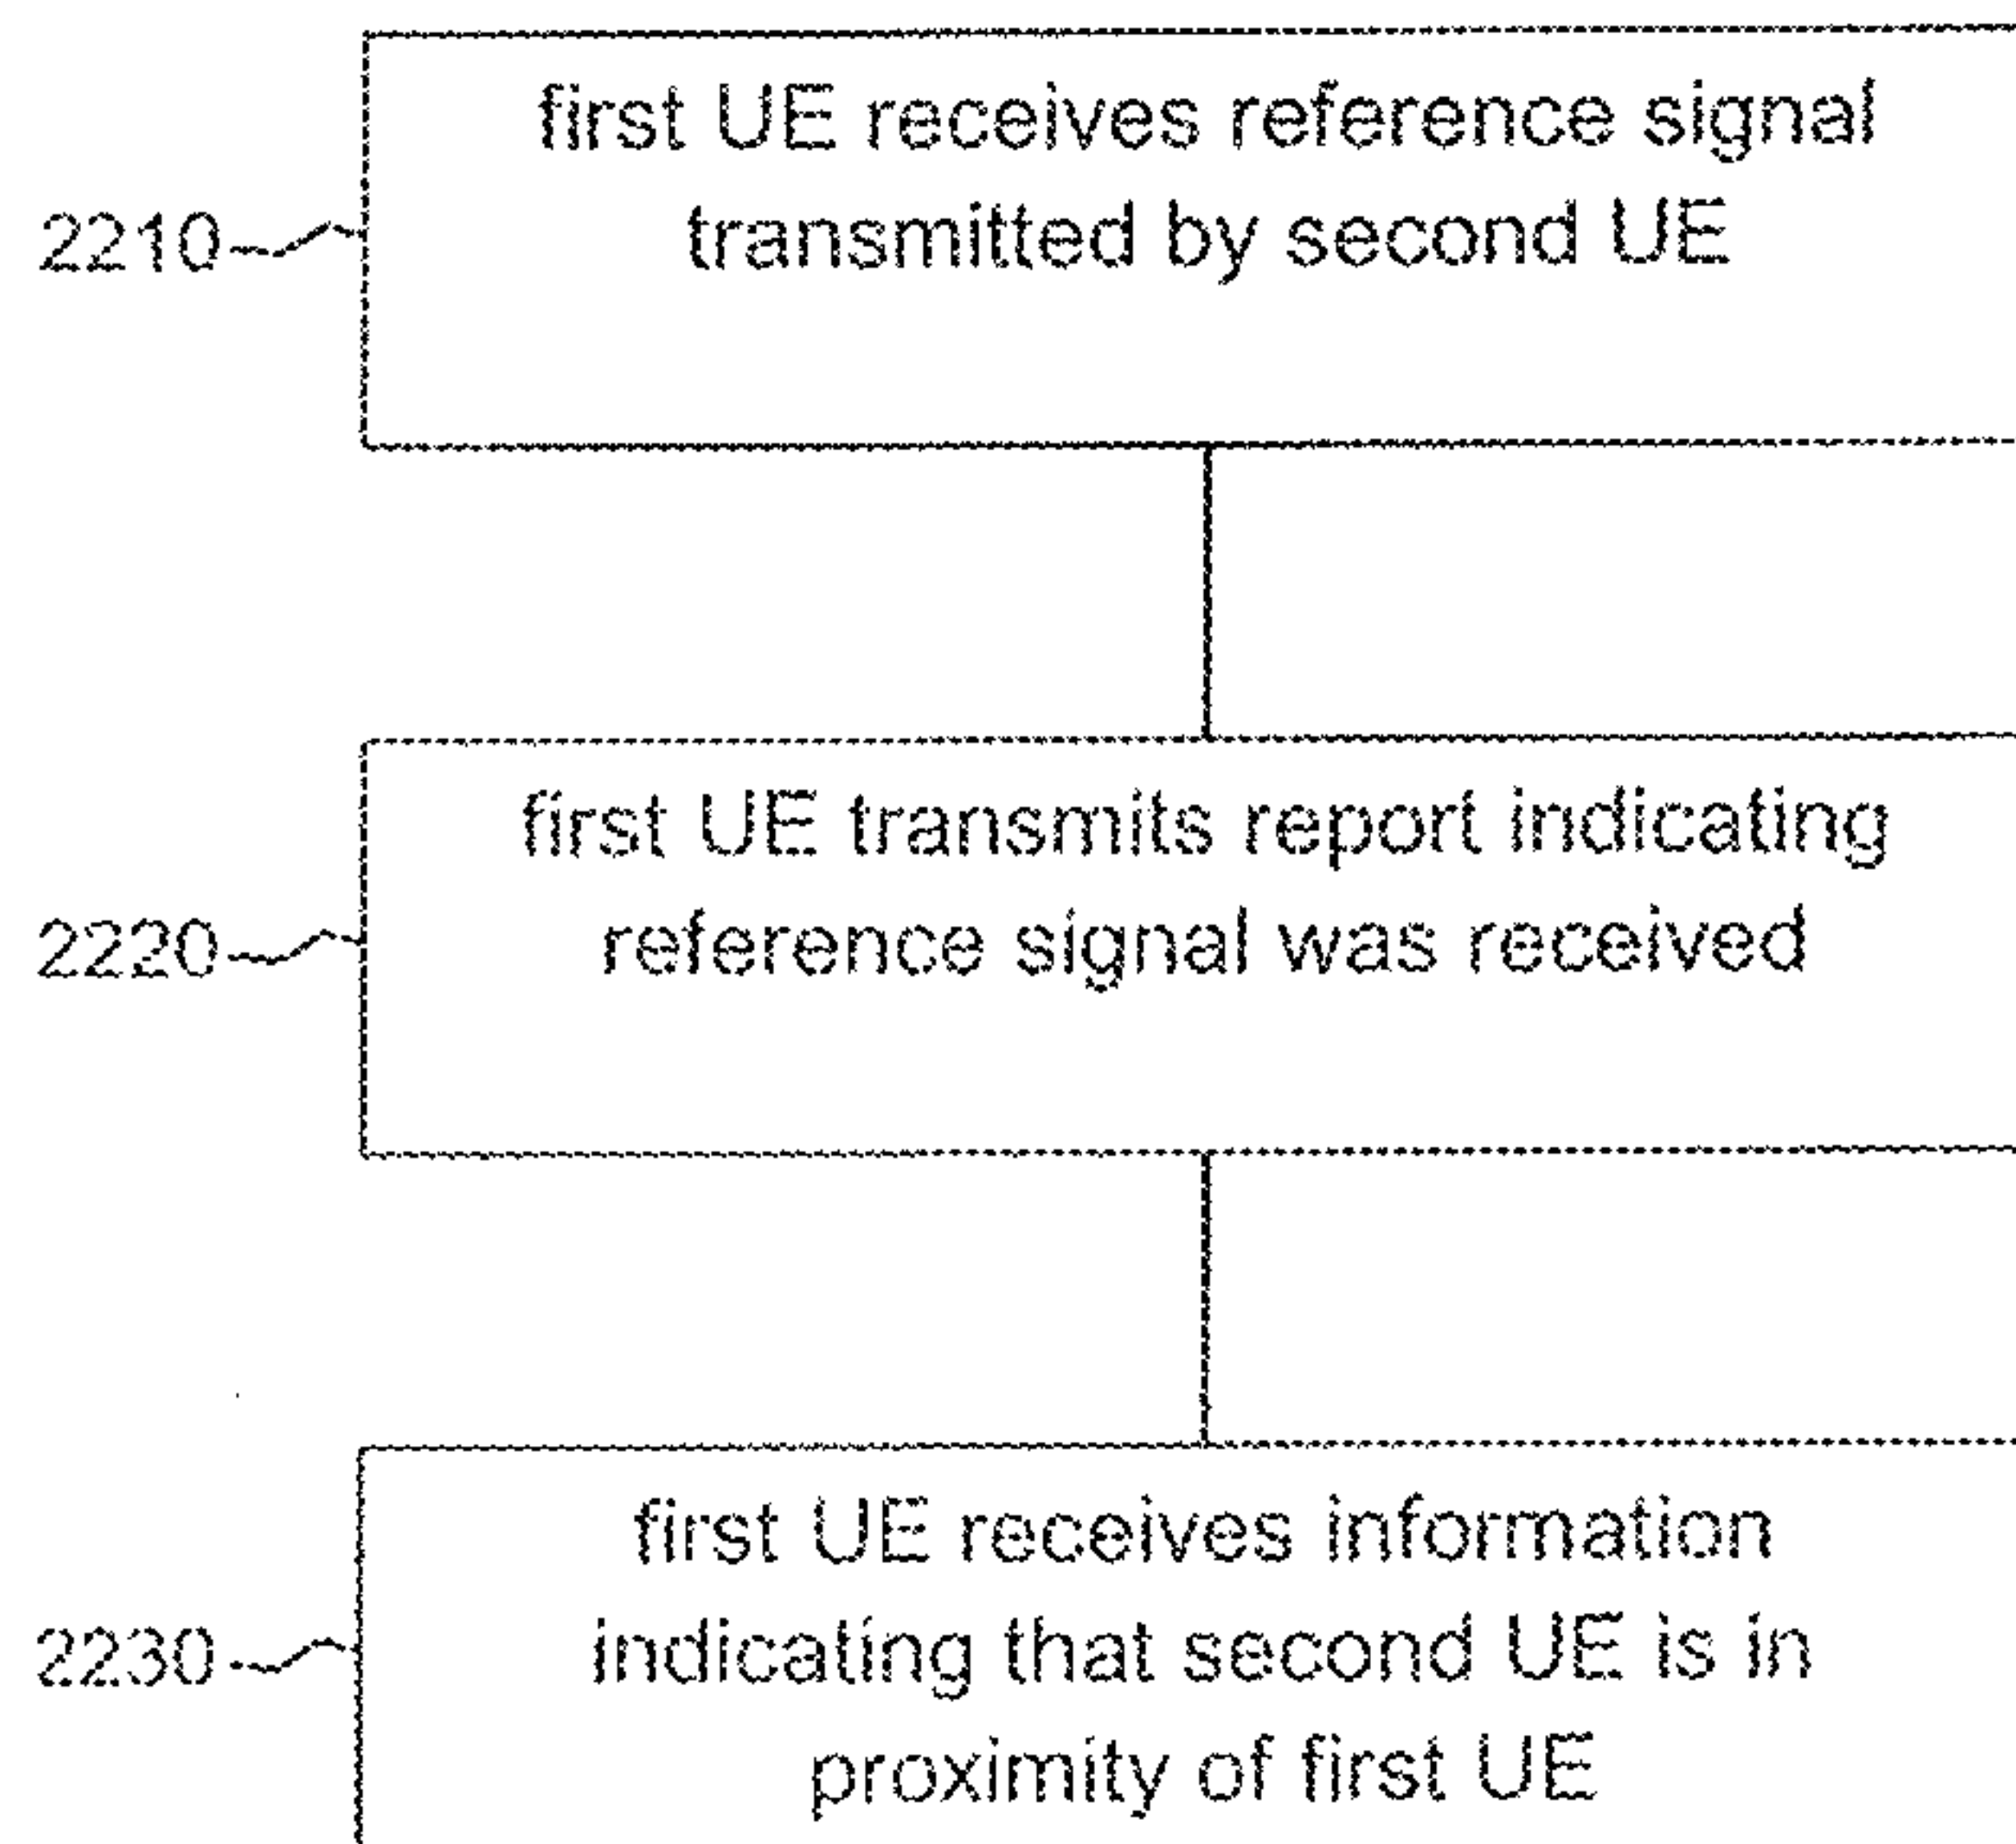 first UE receives reference signal
2210
transmitted by second UE
first UE transmits report indicating
2220
reference signal was received
first UE receives information
2230
indicating that second UE is in
proximity of first UE